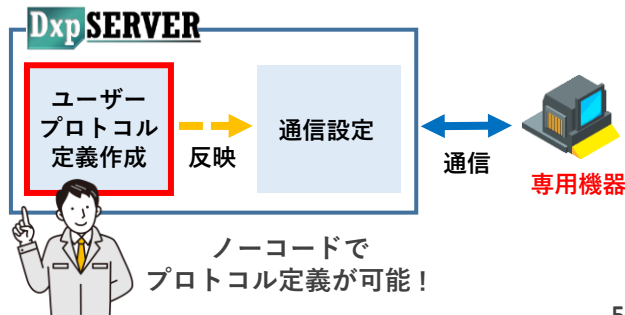 Dxp SERVER
ユーザー
プロトコル
定義作成
反映
通信設定
通信
専用機器
ノーコードで
プロトコル定義が可能！
5